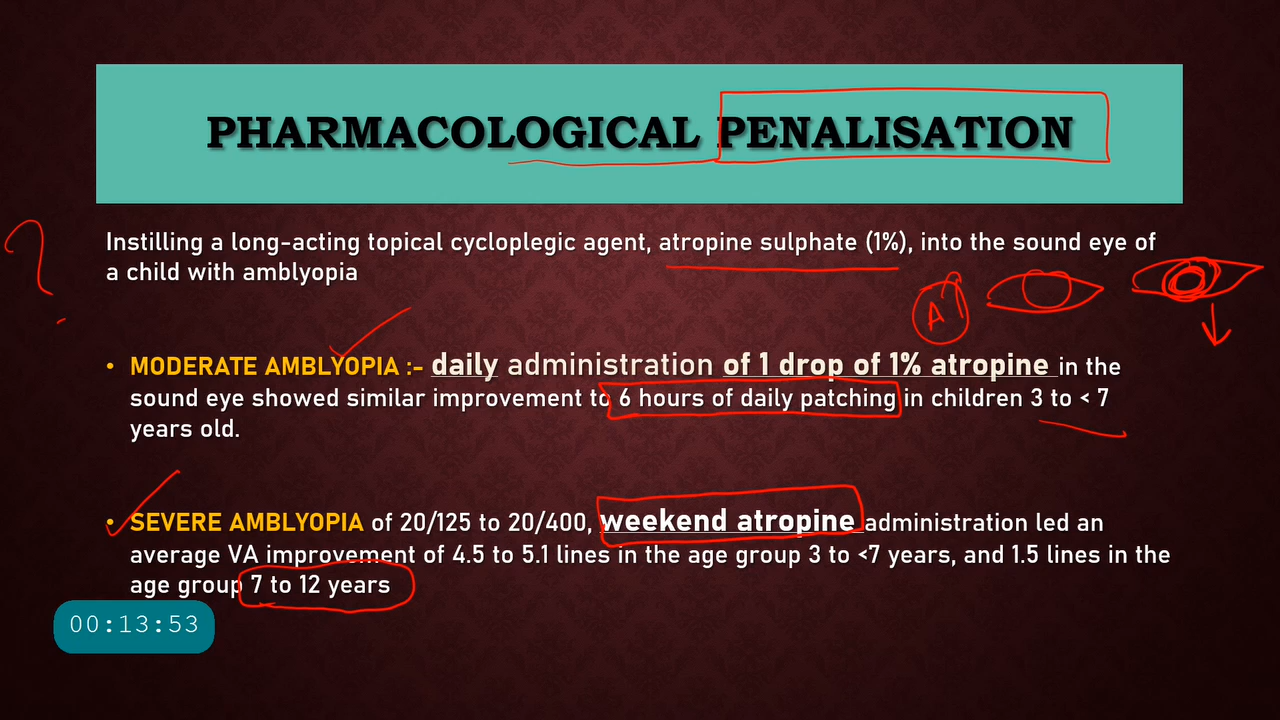 PHARMACOLOGICAL PENALISATION
Instilling a long-acting topical cycloplegic agent, atropine sulphate (1%), into the sound eye of
a child with amblyopia
?
A
• MODERATE AMBLYOPIA :- daily administration of 1 drop of 1% atropine in the
sound eye showed similar improvement to 6 hours of daily patching in children 3 to < 7
years old.
• SEVERE AMBLYOPIA of 20/125 to 20/400, weekend atropine administration led an
average VA improvement of 4.5 to 5.1 lines in the age group 3 to <7 years, and 1.5 lines in the
age group 7 to 12 years
00:13:53